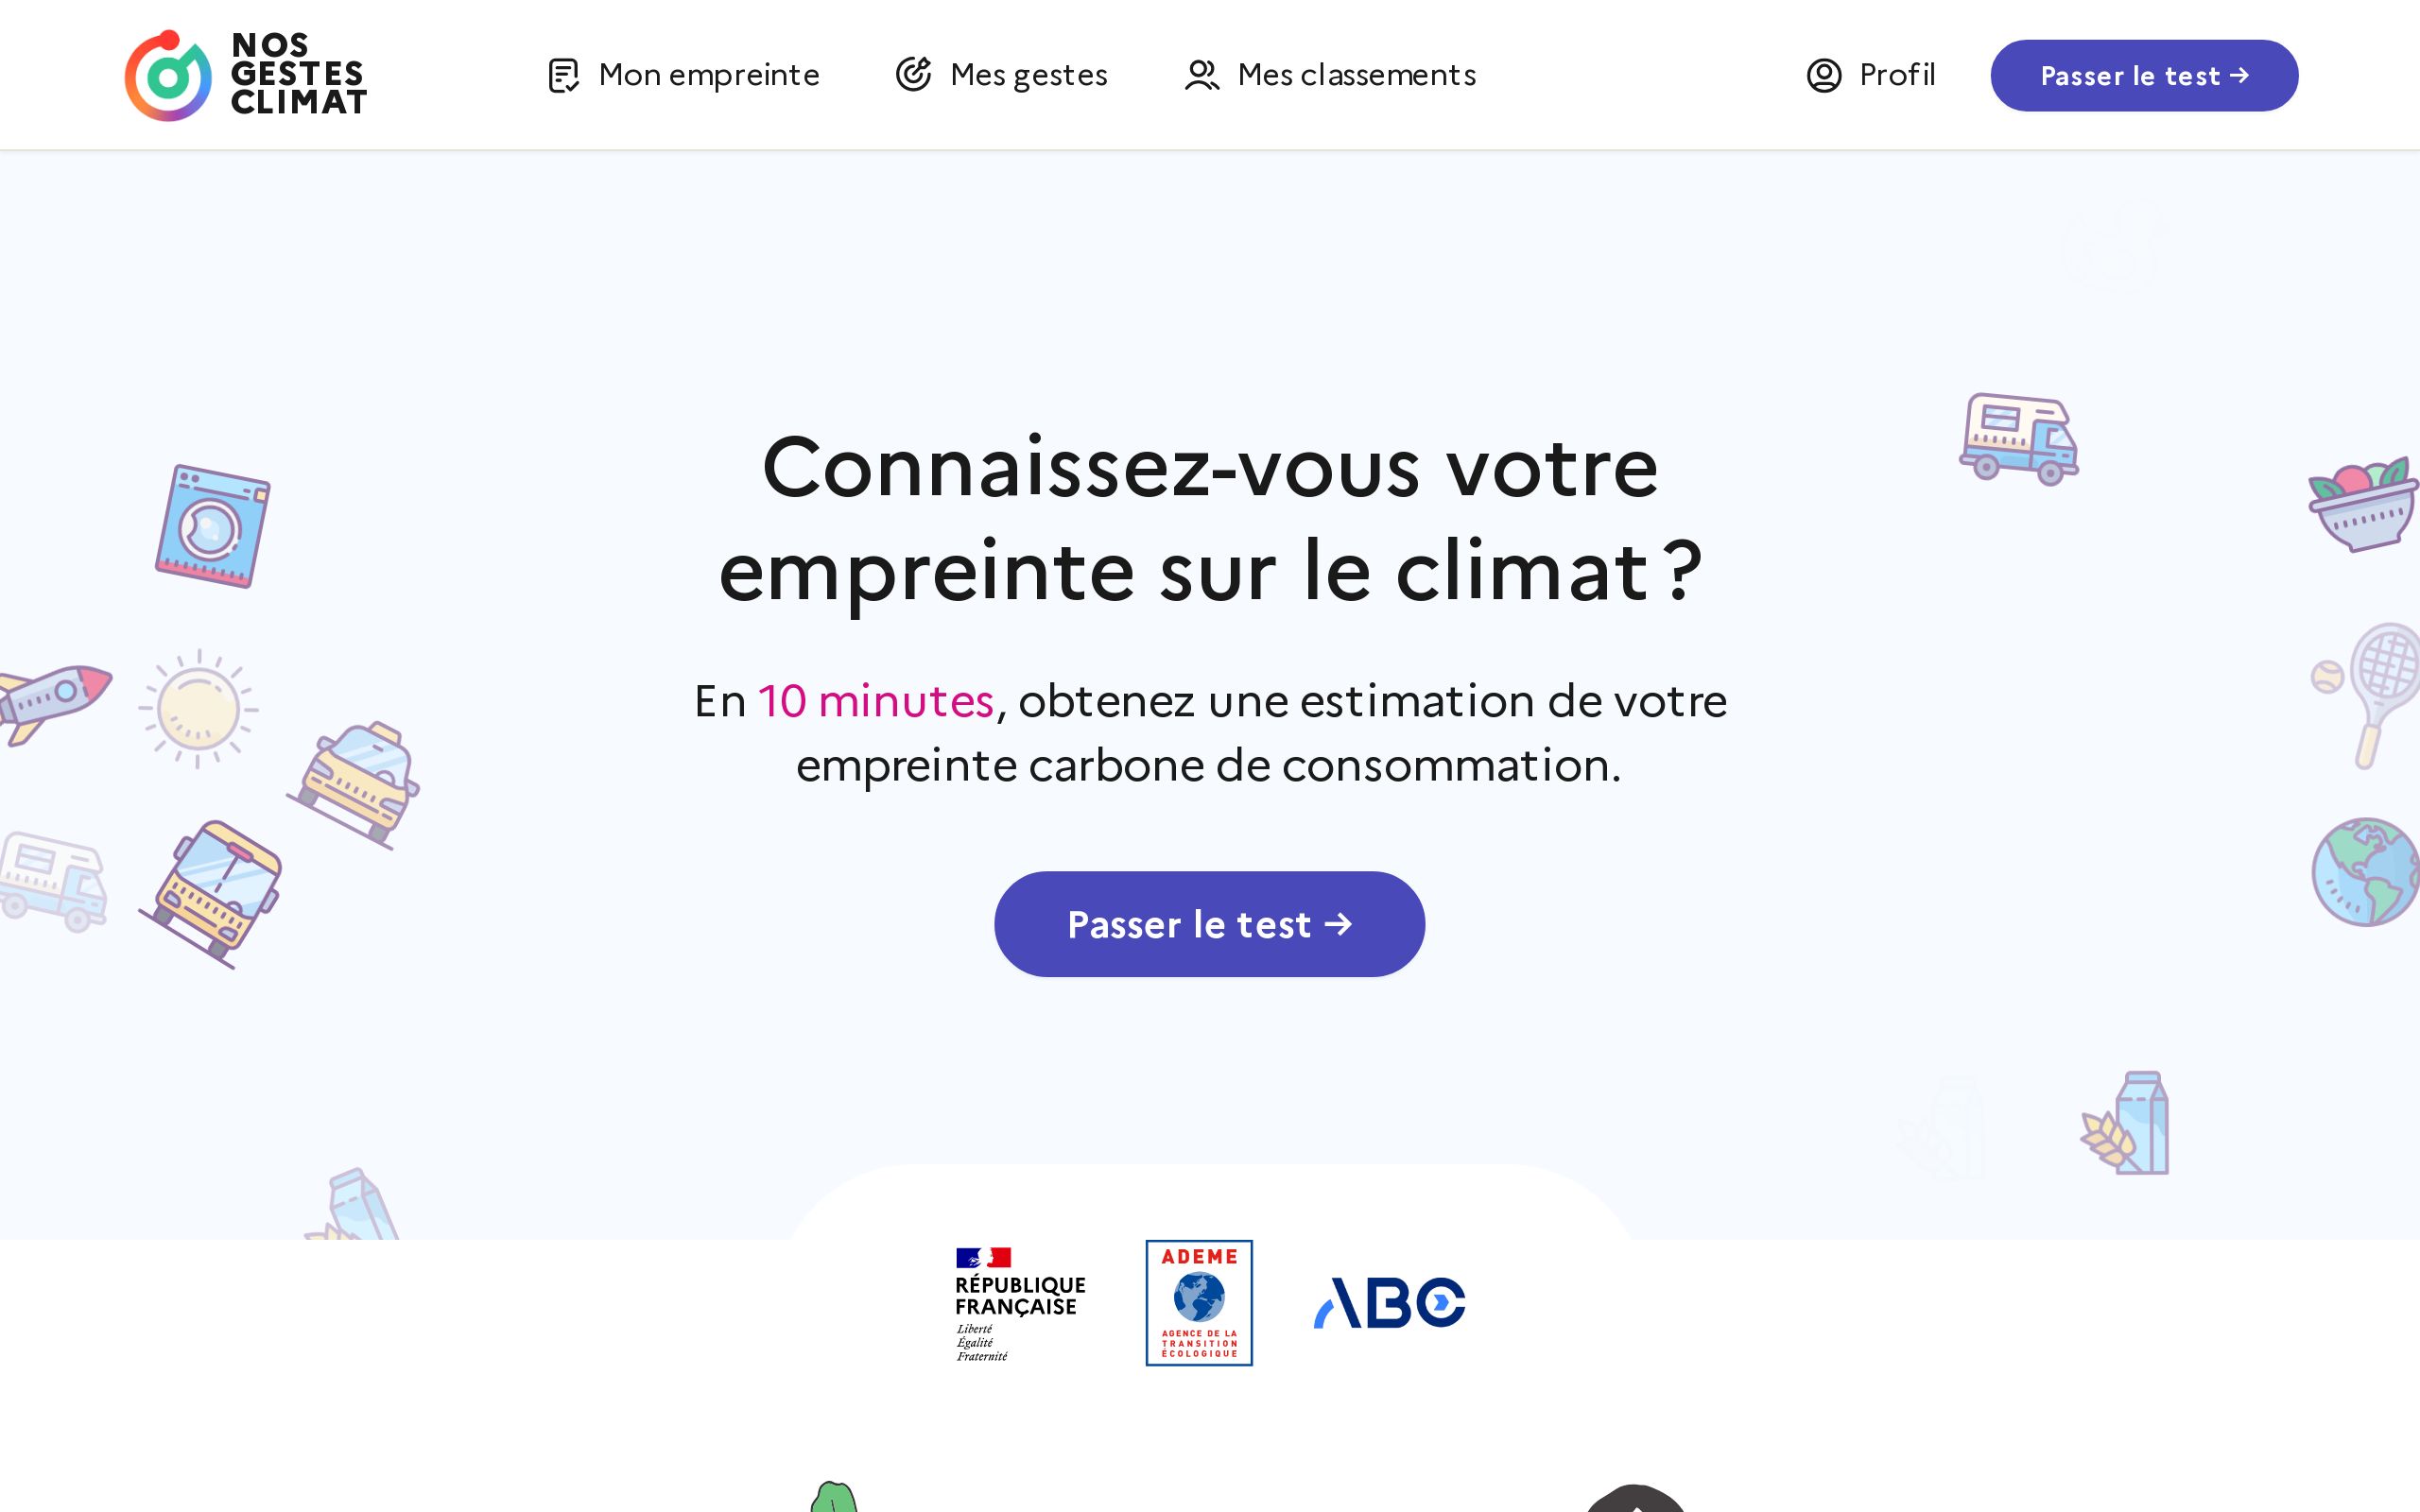 NOS
GESTES
CLIMAT
Mon empreinte
Mes gestes
Mes classements
Profil
Passer le test →
Connaissez-vous votre
empreinte sur le climat ?
En 10 minutes, obtenez une estimation de votre
empreinte carbone de consommation.
Passer le test →
RÉPUBLIQUE
FRANÇAISE
Liberté
Égalité
Fraternité
ADEME
AGENCE DE LA
TRANSITION
ÉCOLOGIQUE
ABC